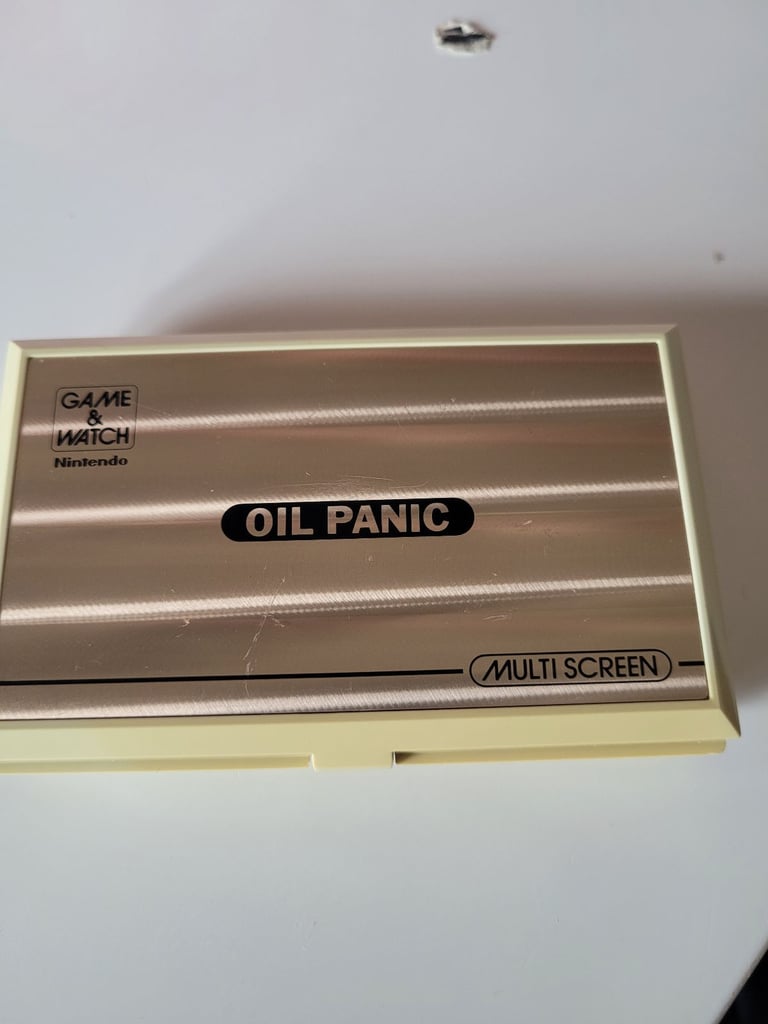 GAME
&
WATCH
Nintendo
OIL PANIC
MULTI SCREEN